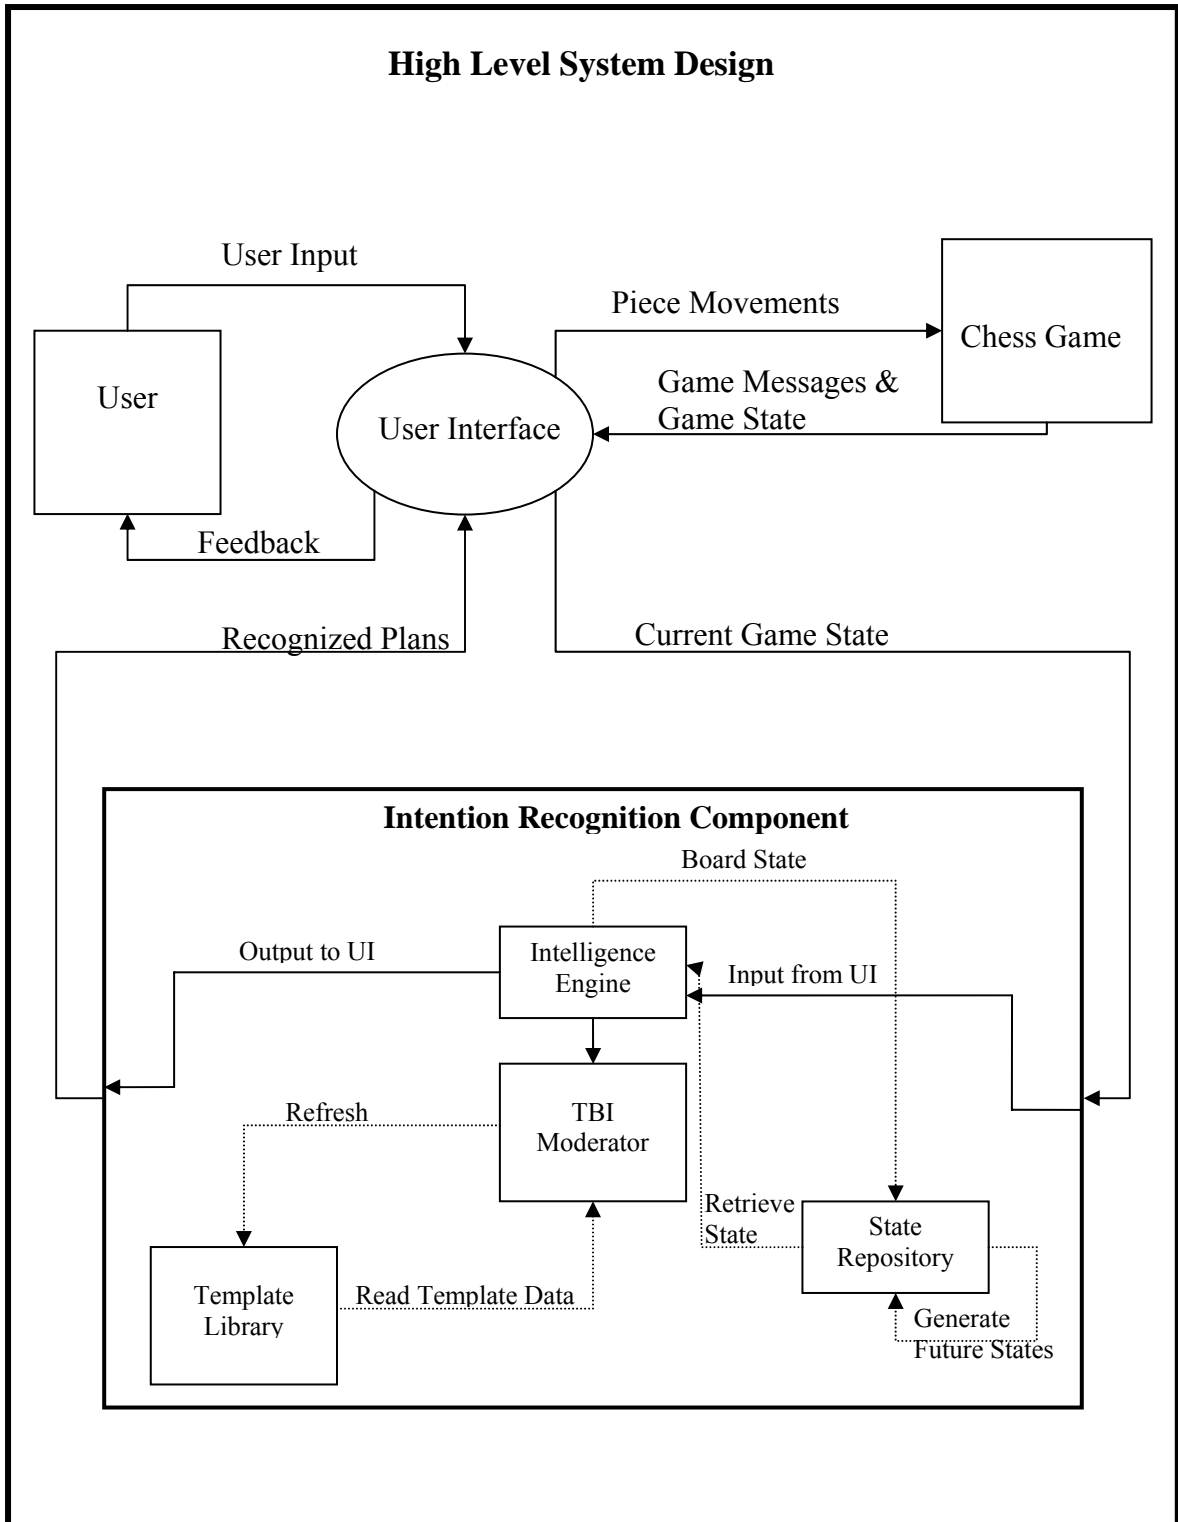 High Level System Design
User Input
Piece Movements
Chess Game
User
Game Messages &
Game State
User Interface
Feedback
Recognized Plans
Current Game State
Intention Recognition Component
Board State
Output to UI
Intelligence
Engine
Input from UI
Refresh
TBI
Moderator
Retrieve
State
State
Repository
Template
Library
Read Template Data
Generate
Future States